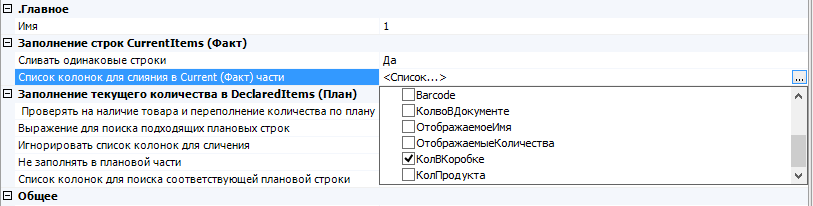 .Главное
Имя 1
Заполнение строк CurrentItems (Факт)
Сливать одинаковые строки Да
Список колонок для слияния в Current (Факт) части <Список...> ...
Заполнение текущего количества в DeclaredItems (План)
Barcode
Проверять на наличие товара и переполнение количества по плану КолвоВДокументе
Выражение для поиска подходящих плановых строк ОтображаемоеИмя
Игнорировать список колонок для сличения ОтображаемыеКоличества
Не заполнять в плановой части КолВКоробке
Список колонок для поиска соответствующей плановой строки КолПродукта
Общее